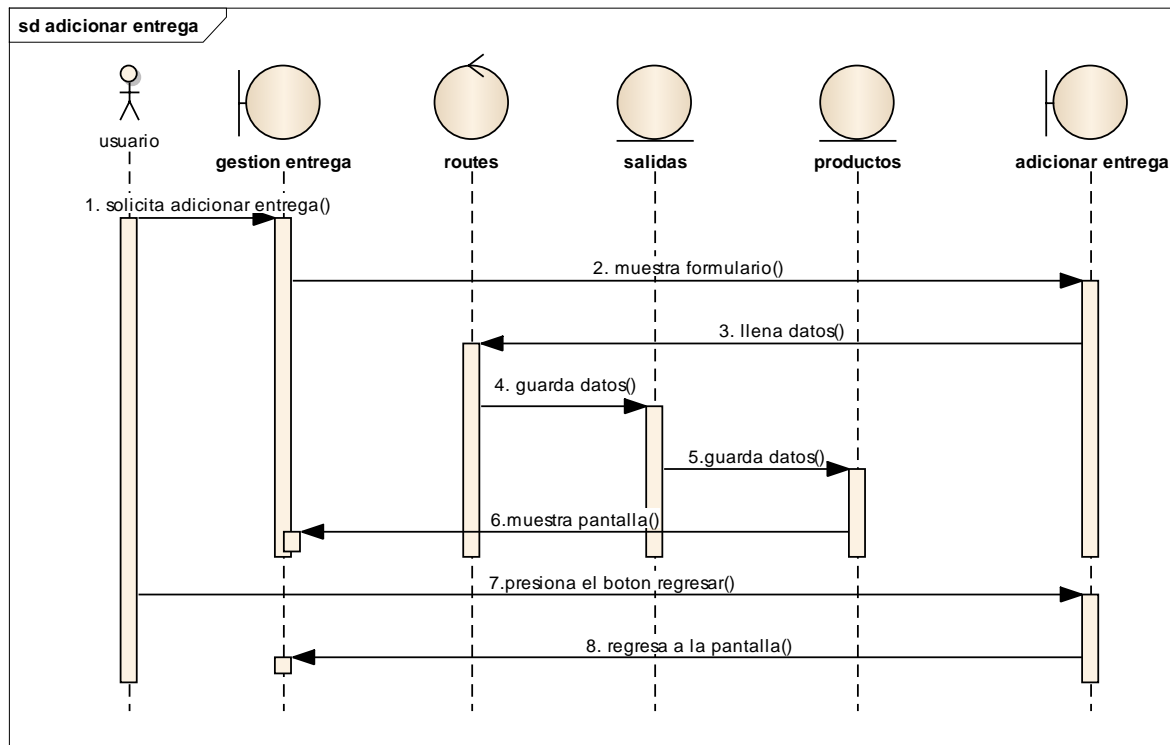 sd adicionar entrega
usuario
gestion entrega
routes
salidas
productos
adicionar entrega
1. solicita adicionar entrega()
2. muestra formulario()
3. llena datos()
4. guarda datos()
5.guarda datos()
6.muestra pantalla()
7.presiona el boton regresar()
8. regresa a la pantalla()